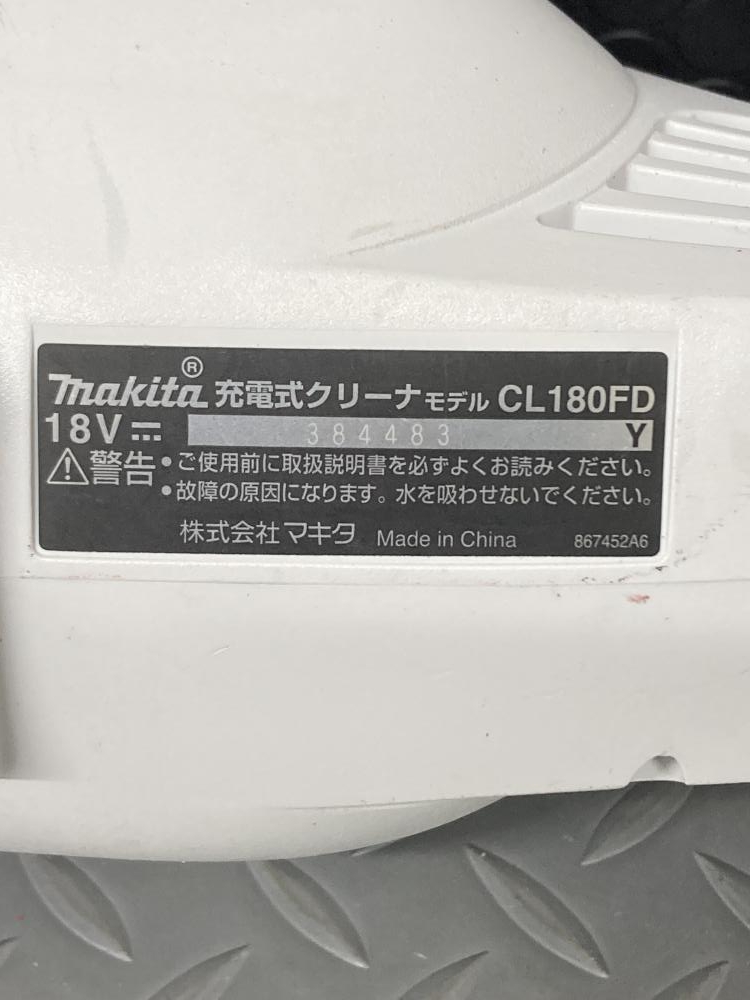 makita® 充電式クリーナ モデル CL180FD
18V⎓ 384483 Y
⚠警告 •ご使用前に取扱説明書を必ずよくお読みください。
•故障の原因になります。水を吸わせないでください。
株式会社 マキタ Made in China 867452A6